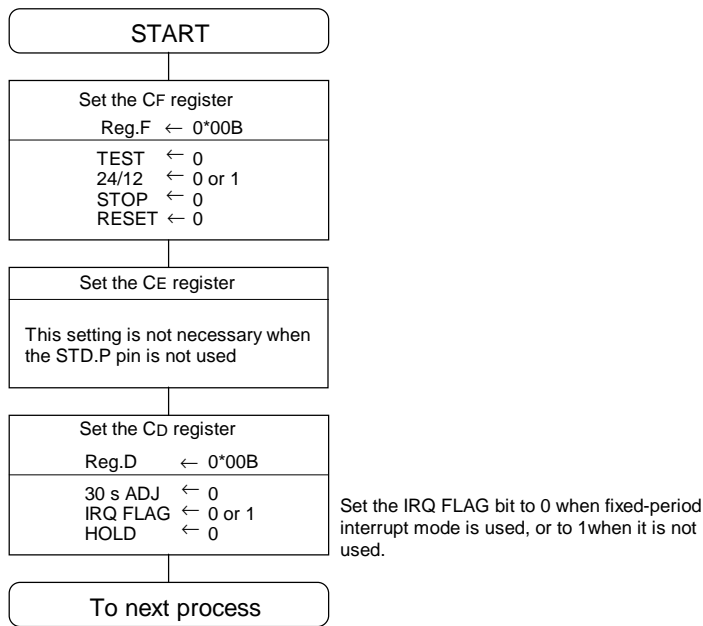 START
Set the CF register
Reg.F ← 0*00B
TEST ← 0
24/12 ← 0 or 1
STOP ← 0
RESET ← 0
Set the CE register
This setting is not necessary when
the STD.P pin is not used
Set the CD register
Reg.D ← 0*00B
30 s ADJ ← 0
IRQ FLAG ← 0 or 1
HOLD ← 0
Set the IRQ FLAG bit to 0 when fixed-period
interrupt mode is used, or to 1when it is not
used.
To next process